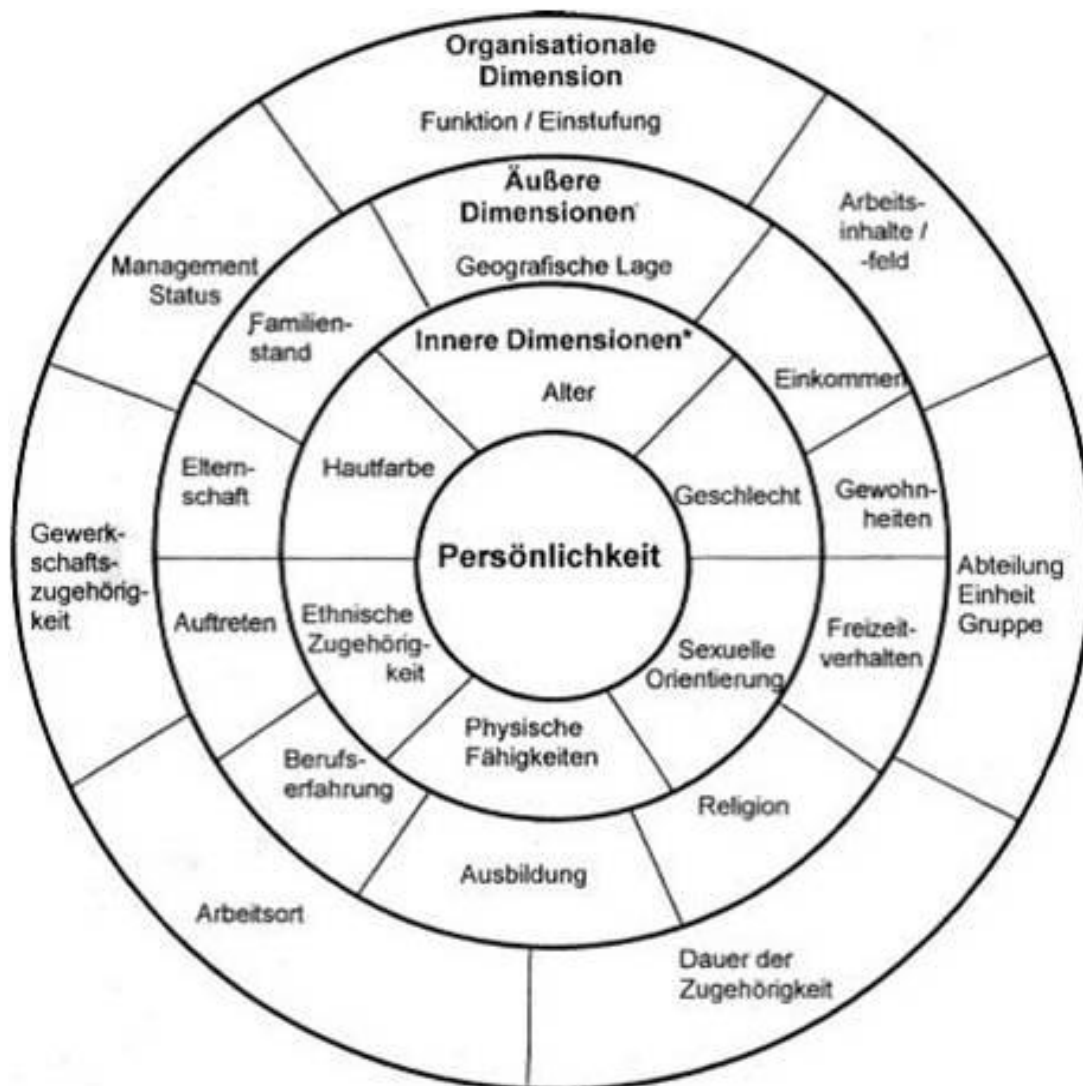 Organisationale
Dimension
Funktion / Einstufung
Äußere
Dimensionen
Geografische Lage
Innere Dimensionen*
Alter
Persönlichkeit
Arbeits-
inhalte /
-feld
Management
Status
Familien-
stand
Einkommen
Hautfarbe
Geschlecht
Eltern-
schaft
Gewohn-
heiten
Gewerk-
schafts-
zugehörig-
keit
Abteilung
Einheit
Gruppe
Auftreten
Ethnische
Zugehörig-
keit
Sexuelle
Orientierung
Freizeit-
verhalten
Physische
Fähigkeiten
Berufs-
erfahrung
Religion
Ausbildung
Arbeitsort
Dauer der
Zugehörigkeit